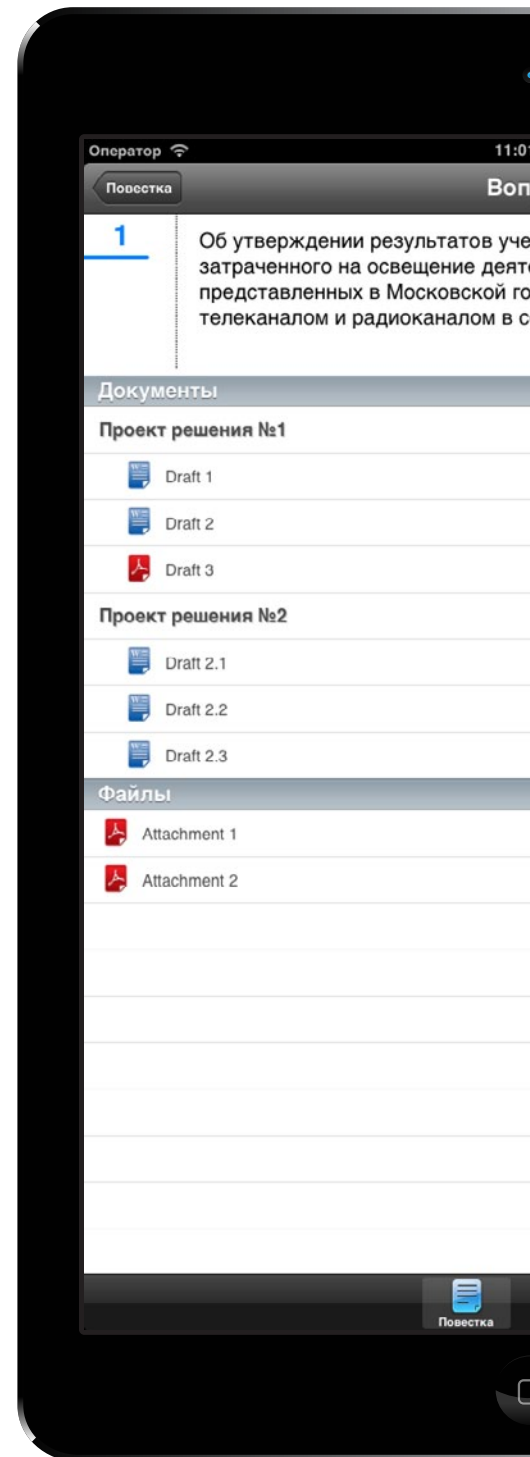 Оператор 11:01
Повестка Воп
1
Об утверждении результатов уче
затраченного на освещение деят
представленных в Московской го
телеканалом и радиоканалом в с
Документы
Проект решения №1
Draft 1
Draft 2
Draft 3
Проект решения №2
Draft 2.1
Draft 2.2
Draft 2.3
Файлы
Attachment 1
Attachment 2
Повестка